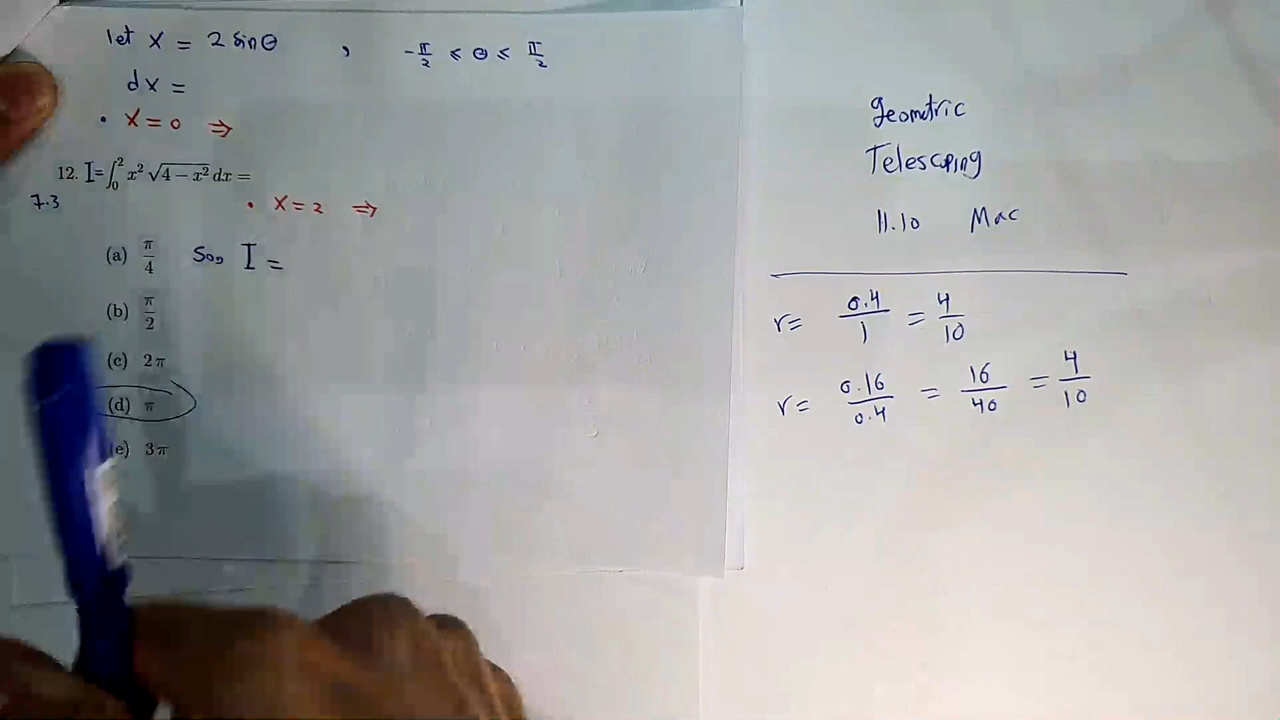 let x = 2 sinθ , -π/2 ≤ θ ≤ π/2
dx =
• x = 0 ⇒
12. I = ∫₀² x² √(4 − x²) dx =
7.3
• x = 2 ⇒
(a) π/4 So, I =
(b) π/2
(c) 2π
(d) π
e) 3π
Geometric
Telescoping
11.10 Mac
r = 0.4/1 = 4/10
r = 0.16/0.4 = 16/40 = 4/10